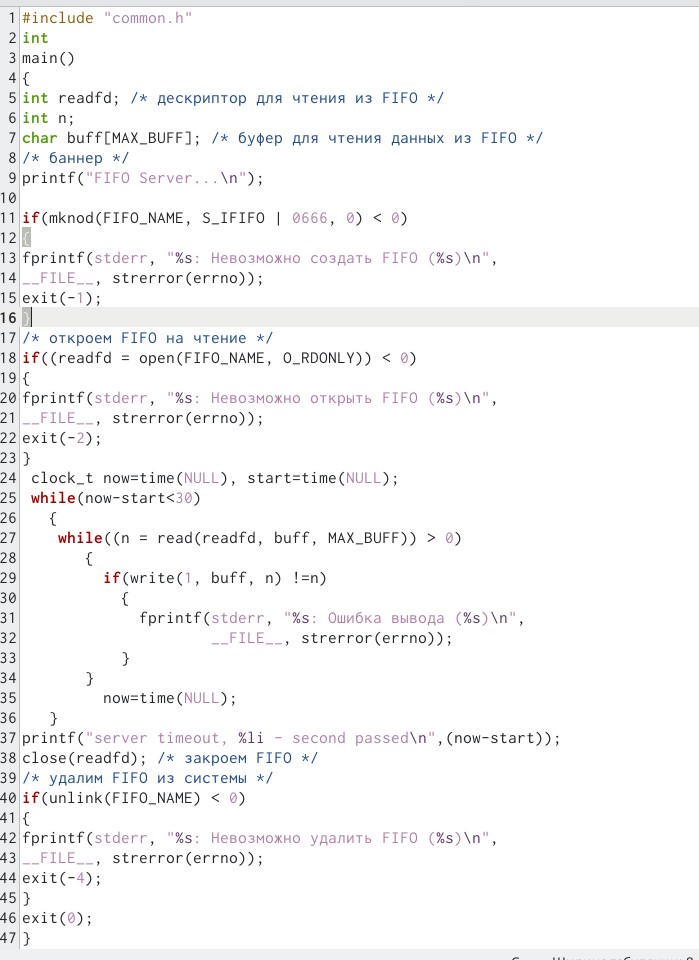 1 #include "common.h"
2 int
3 main()
4 {
5 int readfd; /* дескриптор для чтения из FIFO */
6 int n;
7 char buff[MAX_BUFF]; /* буфер для чтения данных из FIFO */
8 /* баннер */
9 printf("FIFO Server...\n");
10
11 if(mknod(FIFO_NAME, S_IFIFO | 0666, 0) < 0)
12 {
13 fprintf(stderr, "%s: Невозможно создать FIFO (%s)\n",
14 __FILE__, strerror(errno));
15 exit(-1);
16 }
17 /* откроем FIFO на чтение */
18 if((readfd = open(FIFO_NAME, O_RDONLY)) < 0)
19 {
20 fprintf(stderr, "%s: Невозможно открыть FIFO (%s)\n",
21 __FILE__, strerror(errno));
22 exit(-2);
23 }
24 clock_t now=time(NULL), start=time(NULL);
25 while(now-start<30)
26 {
27 while((n = read(readfd, buff, MAX_BUFF)) > 0)
28 {
29 if(write(1, buff, n) !=n)
30 {
31 fprintf(stderr, "%s: Ошибка вывода (%s)\n",
32 __FILE__, strerror(errno));
33 }
34 }
35 now=time(NULL);
36 }
37 printf("server timeout, %li - second passed\n",(now-start));
38 close(readfd); /* закроем FIFO */
39 /* удалим FIFO из системы */
40 if(unlink(FIFO_NAME) < 0)
41 {
42 fprintf(stderr, "%s: Невозможно удалить FIFO (%s)\n",
43 __FILE__, strerror(errno));
44 exit(-4);
45 }
46 exit(0);
47 }